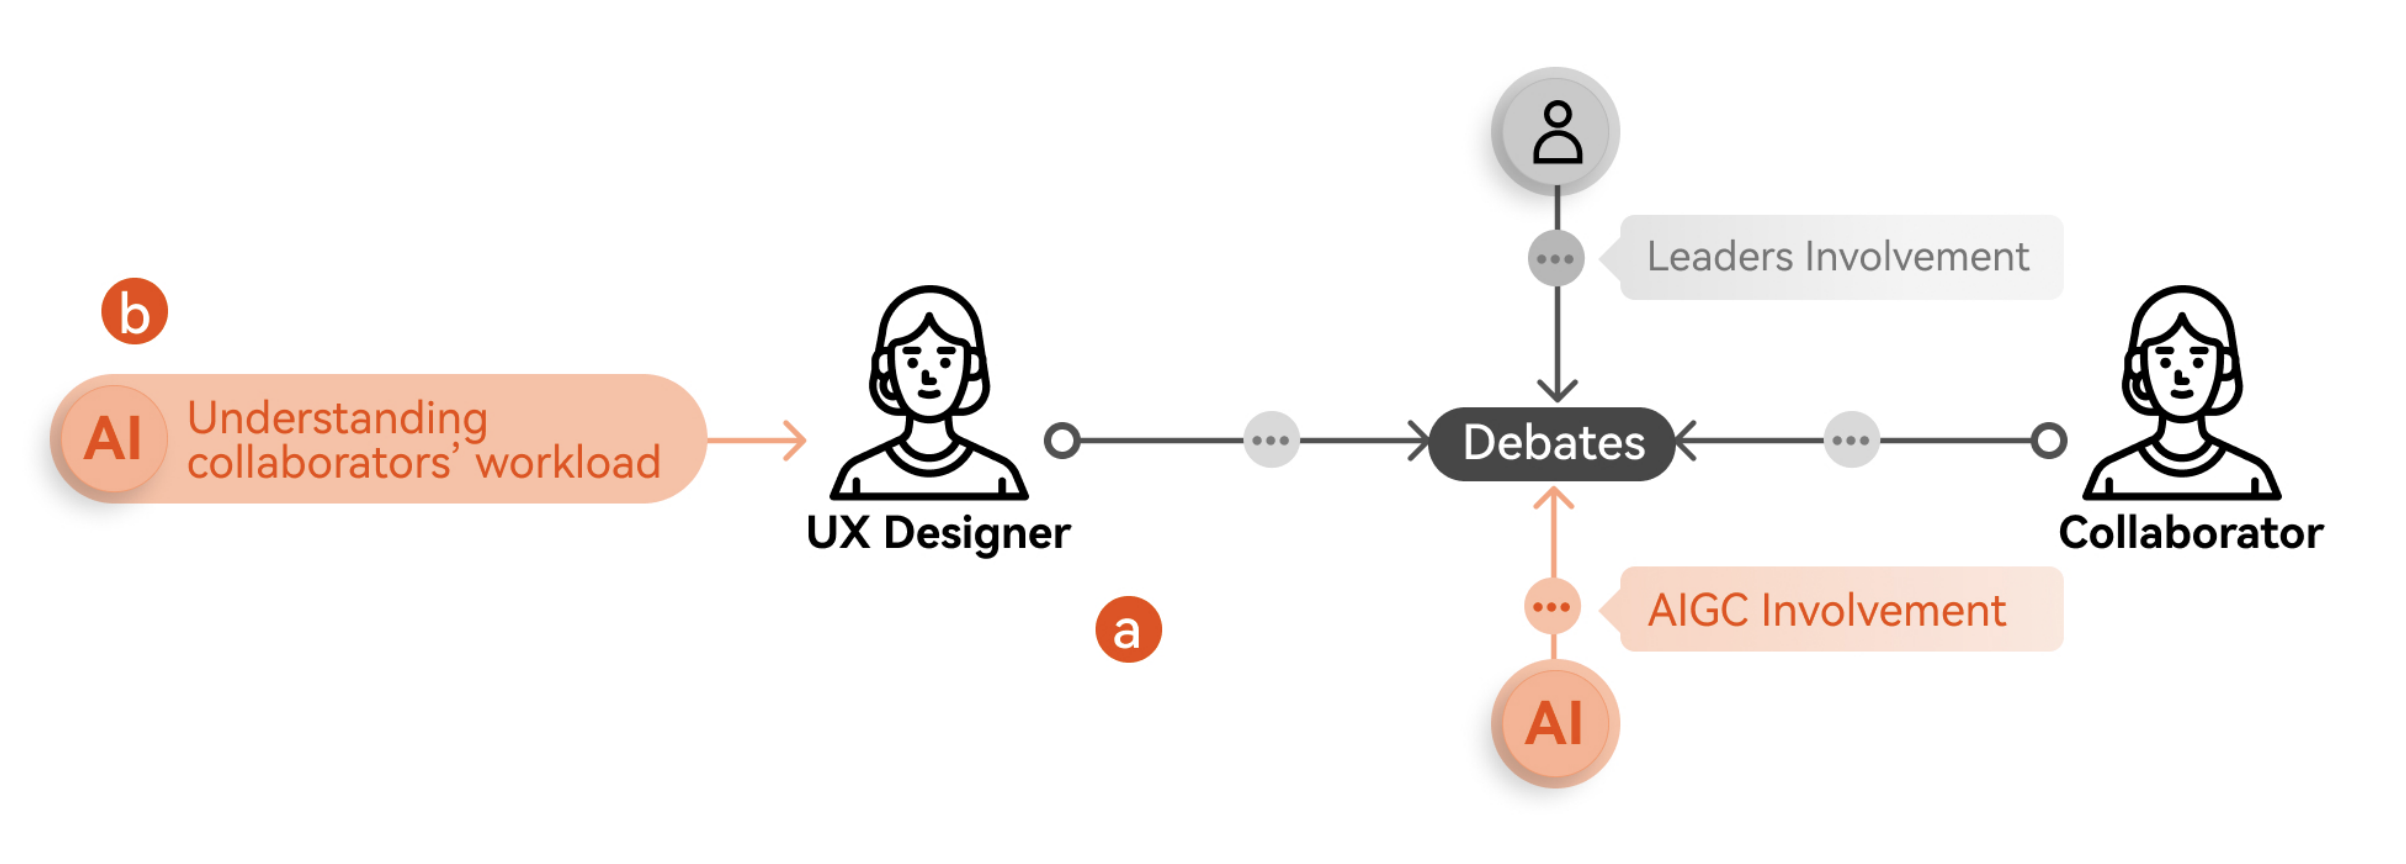 Leaders Involvement
b
AI
Understanding
collaborators’ workload
Debates
UX Designer
Collaborator
a
AIGC Involvement
AI